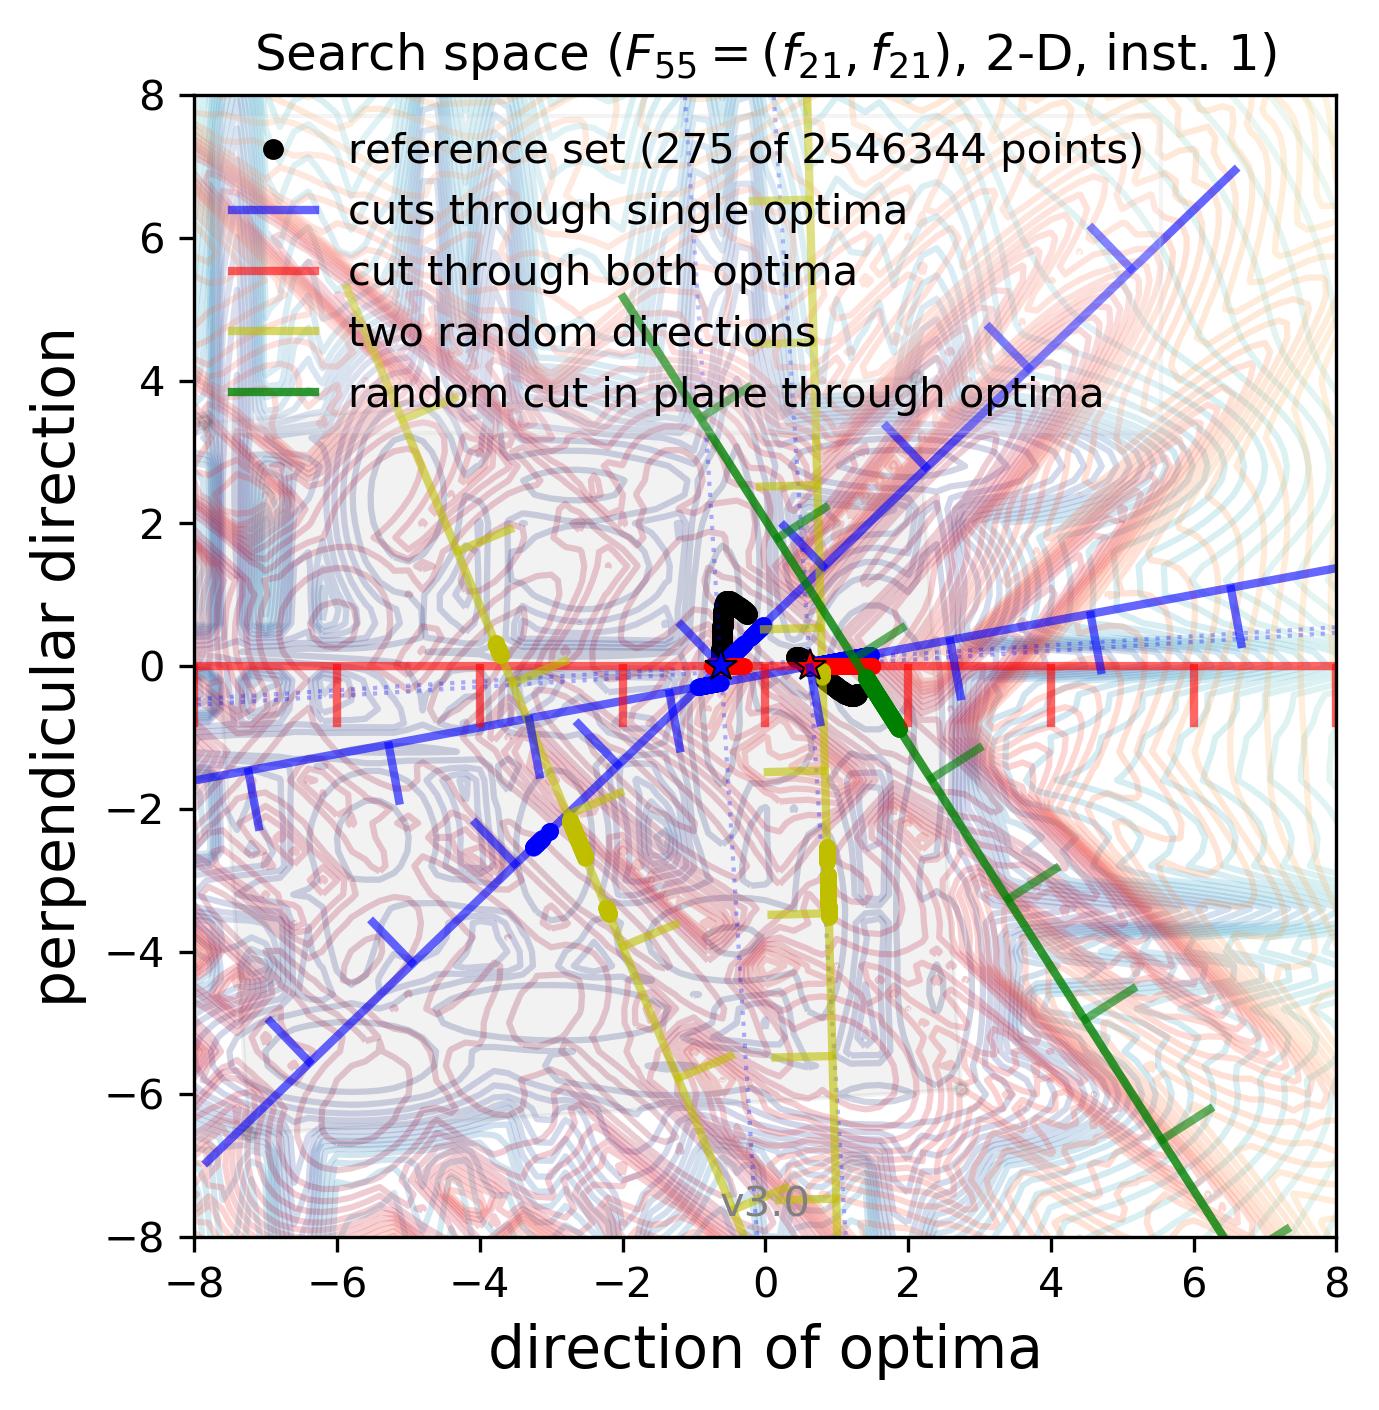 Search space (F55 = (f21, f21), 2-D, inst. 1)
reference set (275 of 2546344 points)
cuts through single optima
cut through both optima
two random directions
random cut in plane through optima
8
6
4
2
0
−2
−4
−6
−8
perpendicular direction
v3.0
−8 −6 −4 −2 0 2 4 6 8
direction of optima